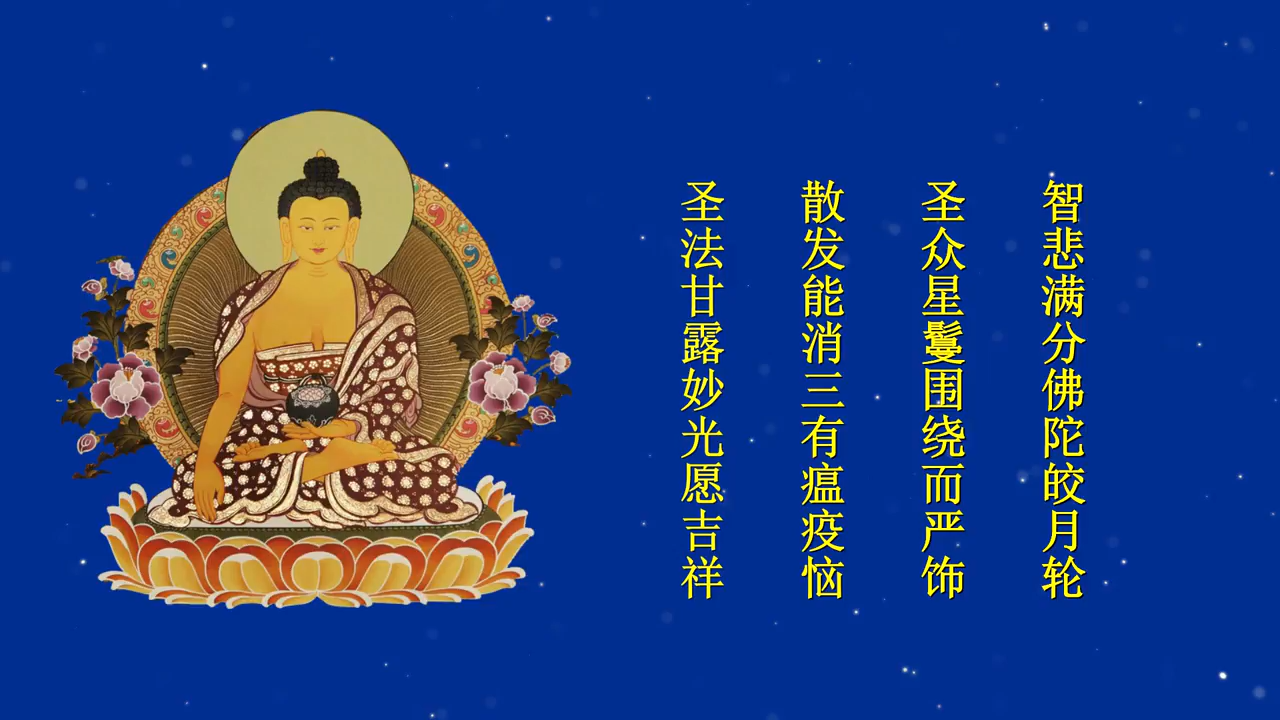 智悲满分佛陀皎月轮
圣众星鬘围绕而严饰
散发能消三有瘟疫恼
圣法甘露妙光愿吉祥